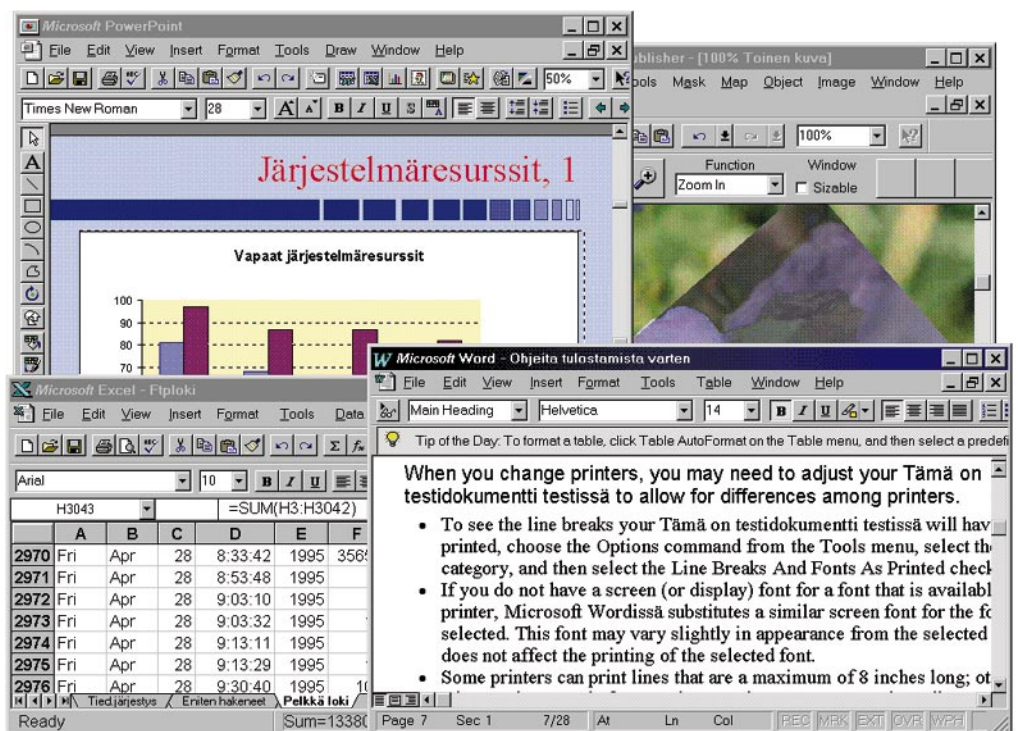 Microsoft PowerPoint
File Edit View Insert Format Tools Draw Window Help
50%
Times New Roman 28 A A B I U S
Järjestelmäresurssit, 1
Vapaat järjestelmäresurssit
100
90
80
70
ublisher - [100% Toinen kuva]
ools Mask Map Object Image Window Help
100%
Function Window
Zoom In Sizable
Microsoft Excel - Ftploki
File Edit View Insert Format Tools Data
Arial 10 B I U
H3043 =SUM(H3:H3042)
A B C D E F
2970 Fri Apr 28 8:33:42 1995
2971 Fri Apr 28 8:53:48 1995
2972 Fri Apr 28 9:03:10 1995
2973 Fri Apr 28 9:03:32 1995
2974 Fri Apr 28 9:13:11 1995
2975 Fri Apr 28 9:13:29 1995
2976 Fri Apr 28 9:30:40 1995
Tied.järjestys Eniten hakeneet Pelkkä loki
Ready Sum=13380
Microsoft Word - Ohjeita tulostamista varten
File Edit View Insert Format Tools Table Window Help
Main Heading Helvetica 14 B I U
Tip of the Day: To format a table, click Table AutoFormat on the Table menu, and then select a predefi
When you change printers, you may need to adjust your Tämä on
testidokumentti testissä to allow for differences among printers.
• To see the line breaks your Tämä on testidokumentti testissä will hav
printed, choose the Options command from the Tools menu, select th
category, and then select the Line Breaks And Fonts As Printed check
• If you do not have a screen (or display) font for a font that is availabl
printer, Microsoft Wordissä substitutes a similar screen font for the fo
selected. This font may vary slightly in appearance from the selected
does not affect the printing of the selected font.
• Some printers can print lines that are a maximum of 8 inches long; ot
Page 7 Sec 1 7/28 At Ln Col REC MRK EXT OVR WPH